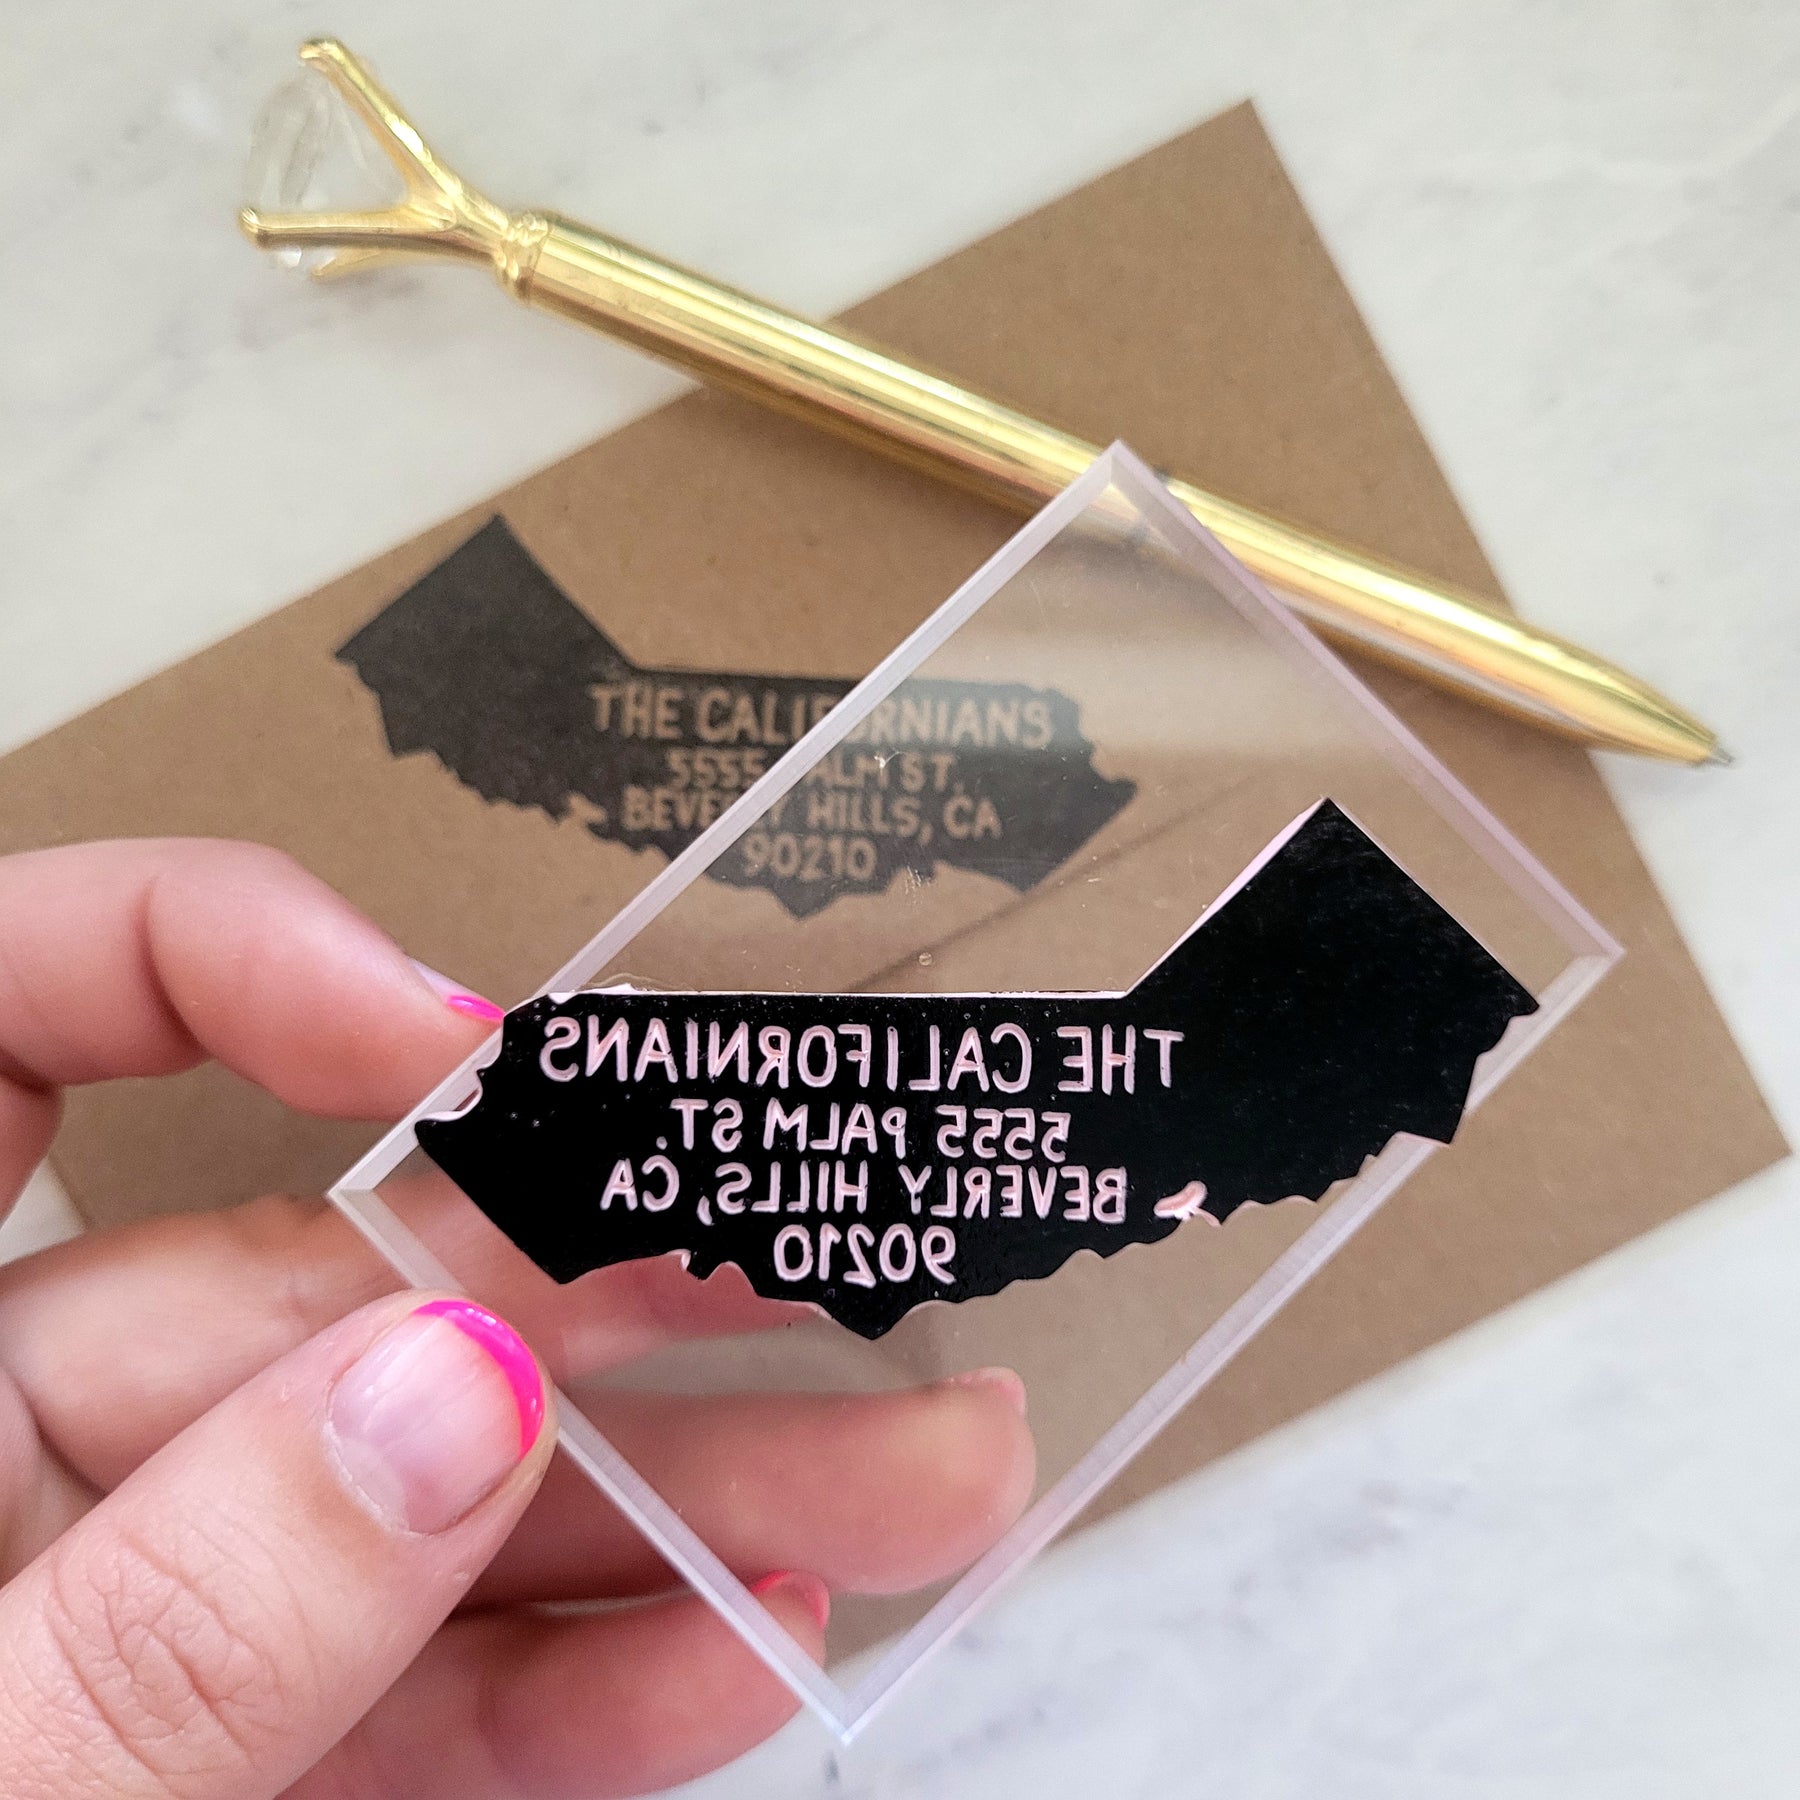 THE CALIFORNIANS
5555 PALM ST.
BEVERLY HILLS, CA
90210
THE CALIFORNIANS
5555 PALM ST.
BEVERLY HILLS, CA
90210